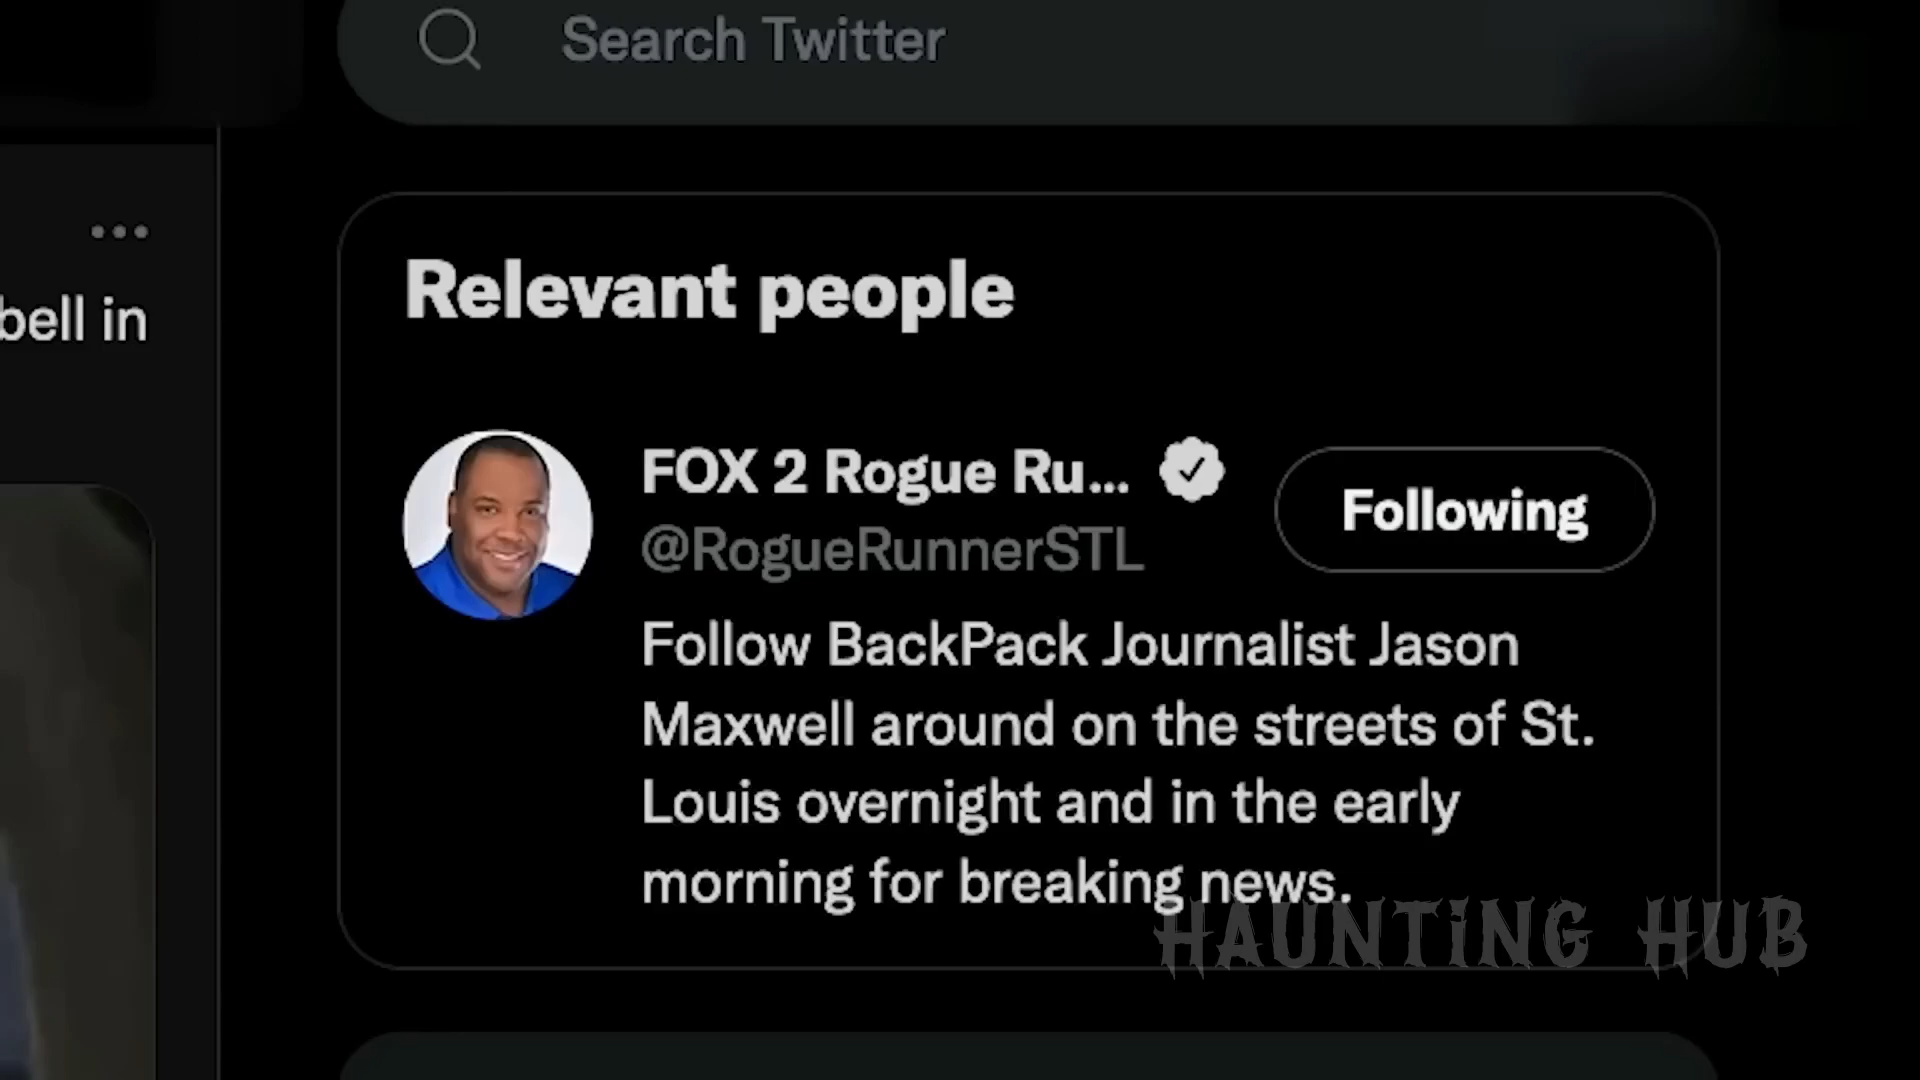 Search Twitter
bell in
Relevant people
FOX 2 Rogue Ru...
@RogueRunnerSTL
Following
Follow BackPack Journalist Jason
Maxwell around on the streets of St.
Louis overnight and in the early
morning for breaking news.
HAUNTING HUB